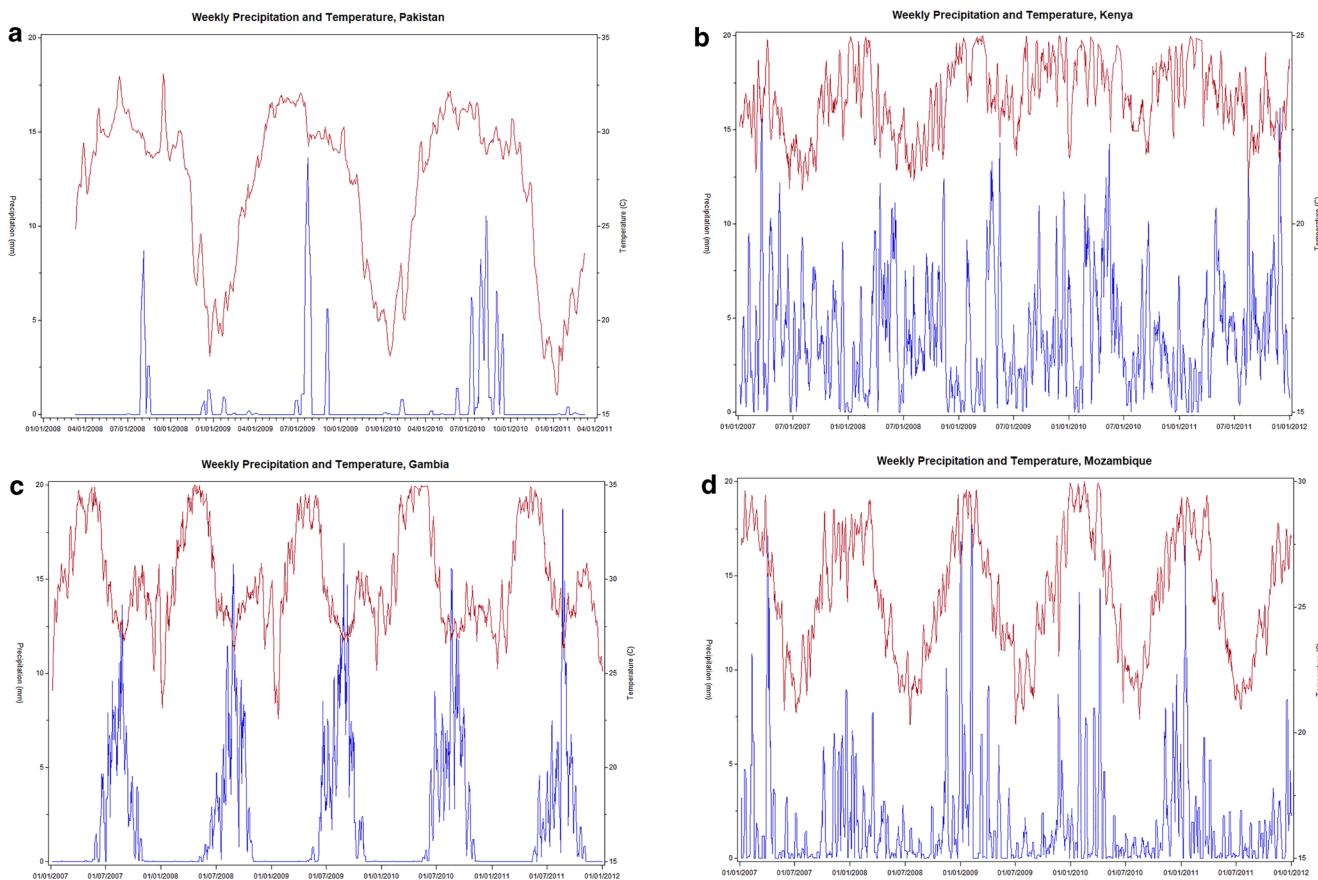 a
Weekly Precipitation and Temperature, Pakistan
20 35
15 30
10 25
5 20
0 15
Precipitation (mm)
Temperature (C)
01/01/2008 04/01/2008 07/01/2008 10/01/2008 01/01/2009 04/01/2009 07/01/2009 10/01/2009 01/01/2010 04/01/2010 07/01/2010 10/01/2010 01/01/2011 04/01/2011
b
Weekly Precipitation and Temperature, Kenya
20 25
15
10 20
5
0 15
Precipitation (mm)
Temperature (C)
01/01/2007 01/07/2007 01/01/2008 01/07/2008 01/01/2009 01/07/2009 01/01/2010 01/07/2010 01/01/2011 01/07/2011 01/01/2012
c
Weekly Precipitation and Temperature, Gambia
20 35
15 30
10 25
5 20
0 15
Precipitation (mm)
Temperature (C)
01/01/2007 01/07/2007 01/01/2008 01/07/2008 01/01/2009 01/07/2009 01/01/2010 01/07/2010 01/01/2011 01/07/2011 01/01/2012
d
Weekly Precipitation and Temperature, Mozambique
20 30
15 25
10 20
5
0 15
Precipitation (mm)
01/01/2007 01/07/2007 01/01/2008 01/07/2008 01/01/2009 01/07/2009 01/01/2010 01/07/2010 01/01/2011 01/07/2011 01/01/2012